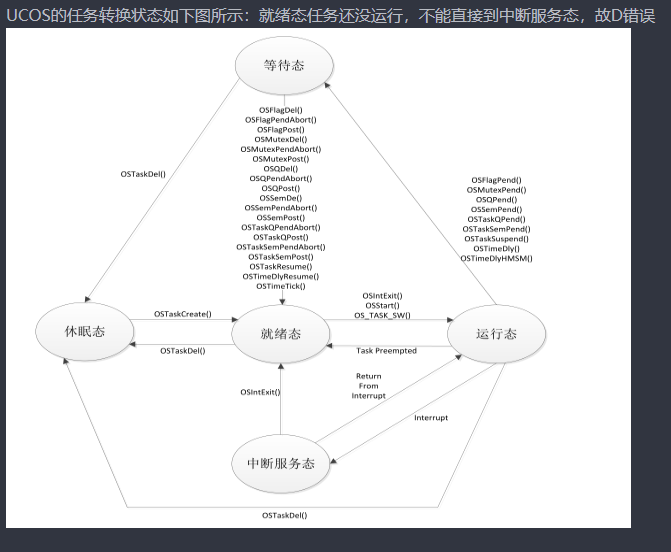 UCOS的任务转换状态如下图所示：就绪态任务还没运行，不能直接到中断服务态，故D错误
等待态
OSFlagDel()
OSFlagPendAbort()
OSFlagPost()
OSMutexDel()
OSMutexPendAbort()
OSMutexPost()
OSQDel()
OSQPendAbort()
OSQPost()
OSSemDe()
OSSemPendAbort()
OSSemPost()
OSTaskQPendAbort()
OSTaskQPost()
OSTaskSemPendAbort()
OSTaskSemPost()
OSTaskResume()
OSTimeDlyResume()
OSTimeTick()
OSTaskDel()
OSFlagPend()
OSMutexPend()
OSQPend()
OSSemPend()
OSTaskQPend()
OSTaskSemPend()
OSTaskSuspend()
OSTimeDly()
OSTimeDlyHMSM()
休眠态
OSTaskCreate()
OSTaskDel()
就绪态
OSIntExit()
OSStart()
OS_TASK_SW()
Task Preempted
运行态
OSIntExit()
Return
From
Interrupt
Interrupt
中断服务态
OSTaskDel()